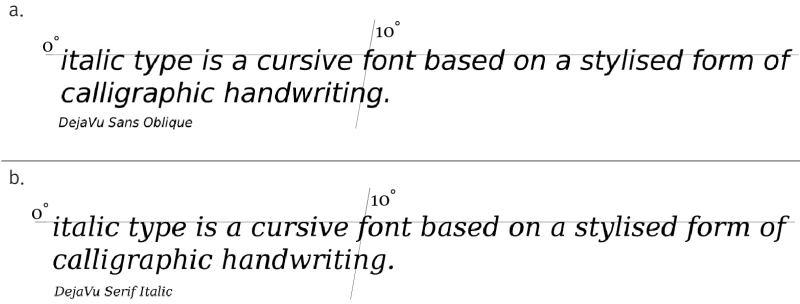 a.
10°
0°
italic type is a cursive font based on a stylised form of
calligraphic handwriting.
DejaVu Sans Oblique
b.
10°
0°
italic type is a cursive font based on a stylised form of
calligraphic handwriting.
DejaVu Serif Italic